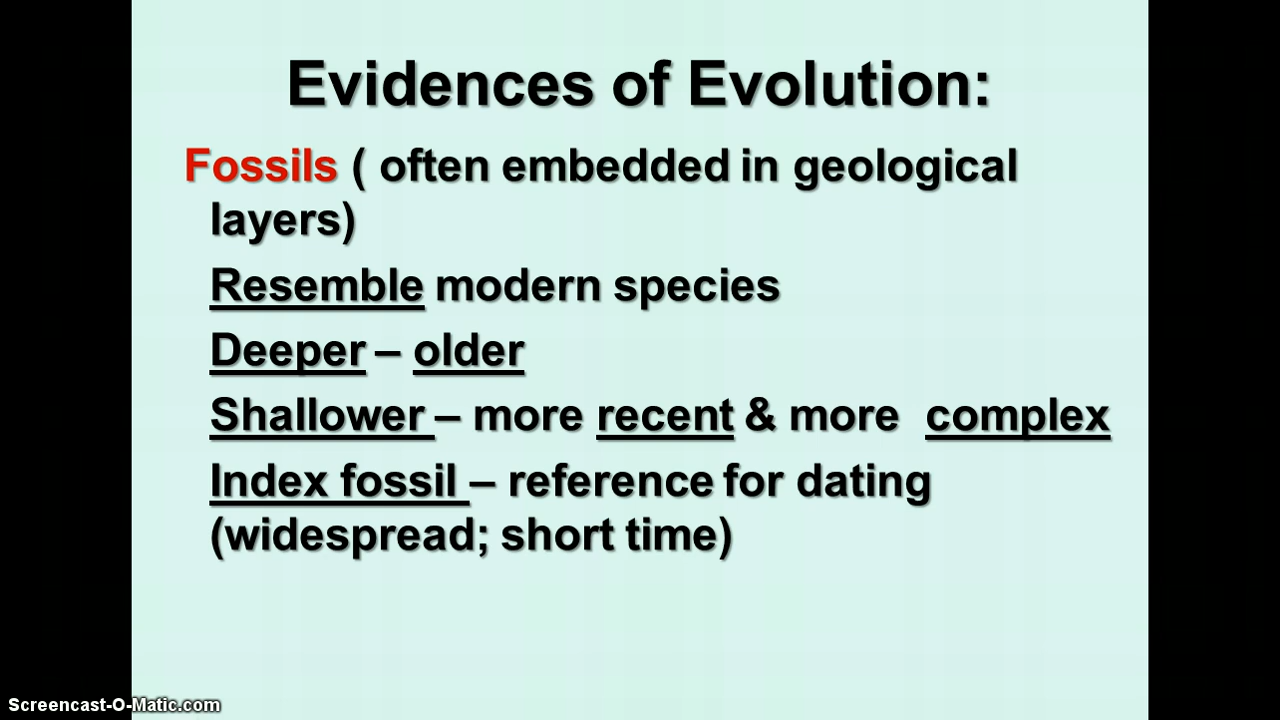 Evidences of Evolution:
Fossils ( often embedded in geological
layers)
Resemble modern species
Deeper – older
Shallower – more recent & more  complex
Index fossil – reference for dating
(widespread; short time)
Screencast-O-Matic.com